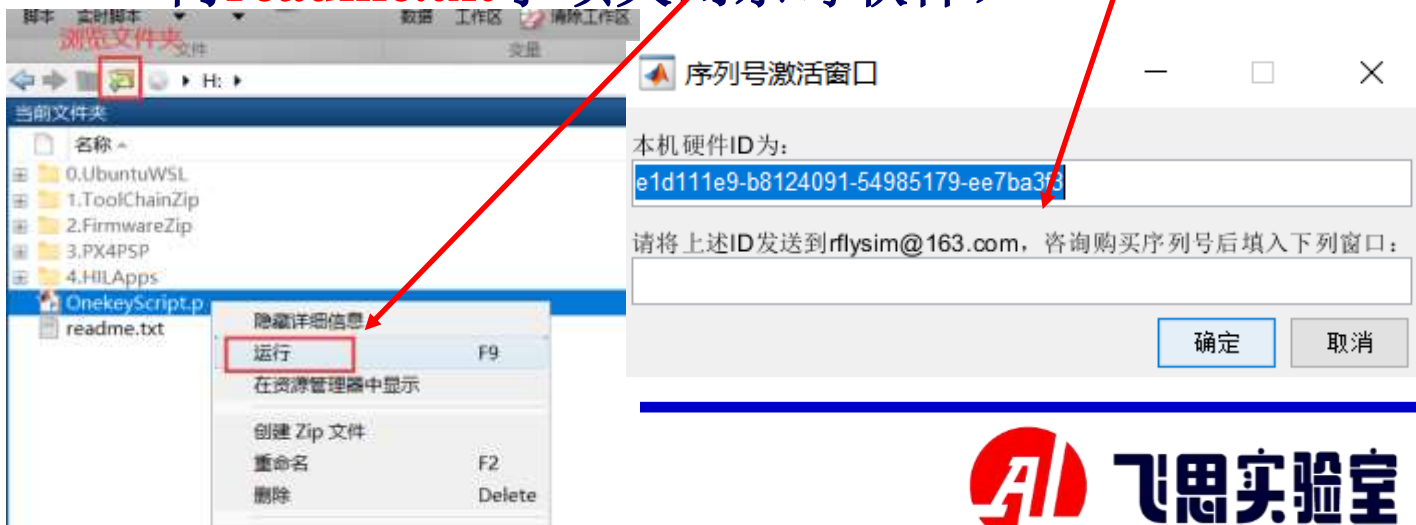 脚本 实时脚本
数据 工作区 清除工作区
浏览文件夹
文件
变量
H:
当前文件夹
名称
0.UbuntuWSL
1.ToolChainZip
2.FirmwareZip
3.PX4PSP
4.HILApps
OnekeyScript.p
readme.txt
隐藏详细信息
运行 F9
在资源管理器中显示
创建 Zip 文件
重命名 F2
删除 Delete
序列号激活窗口
本机硬件ID为:
e1d111e9-b8124091-54985179-ee7ba3f3
请将上述ID发送到rflysim@163.com，咨询购买序列号后填入下列窗口：
确定 取消
飞思实验室